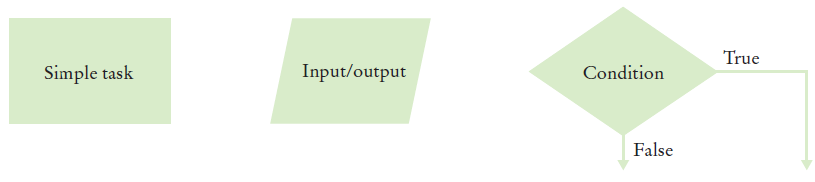 Simple task
Input/output
Condition
True
False